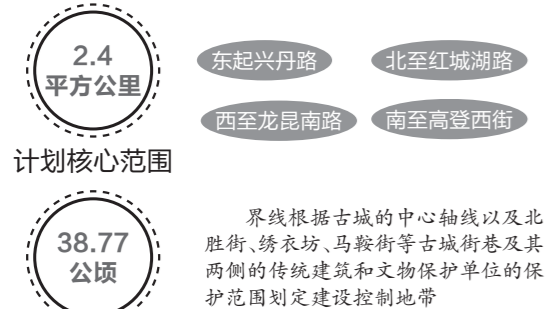 2.4
平方公里
计划核心范围
东起兴丹路
北至红城湖路
西至龙昆南路
南至高登西街
38.77
公顷
界线根据古城的中心轴线以及北
胜街、绣衣坊、马鞍街等古城街巷及其
两侧的传统建筑和文物保护单位的保
护范围划定建设控制地带